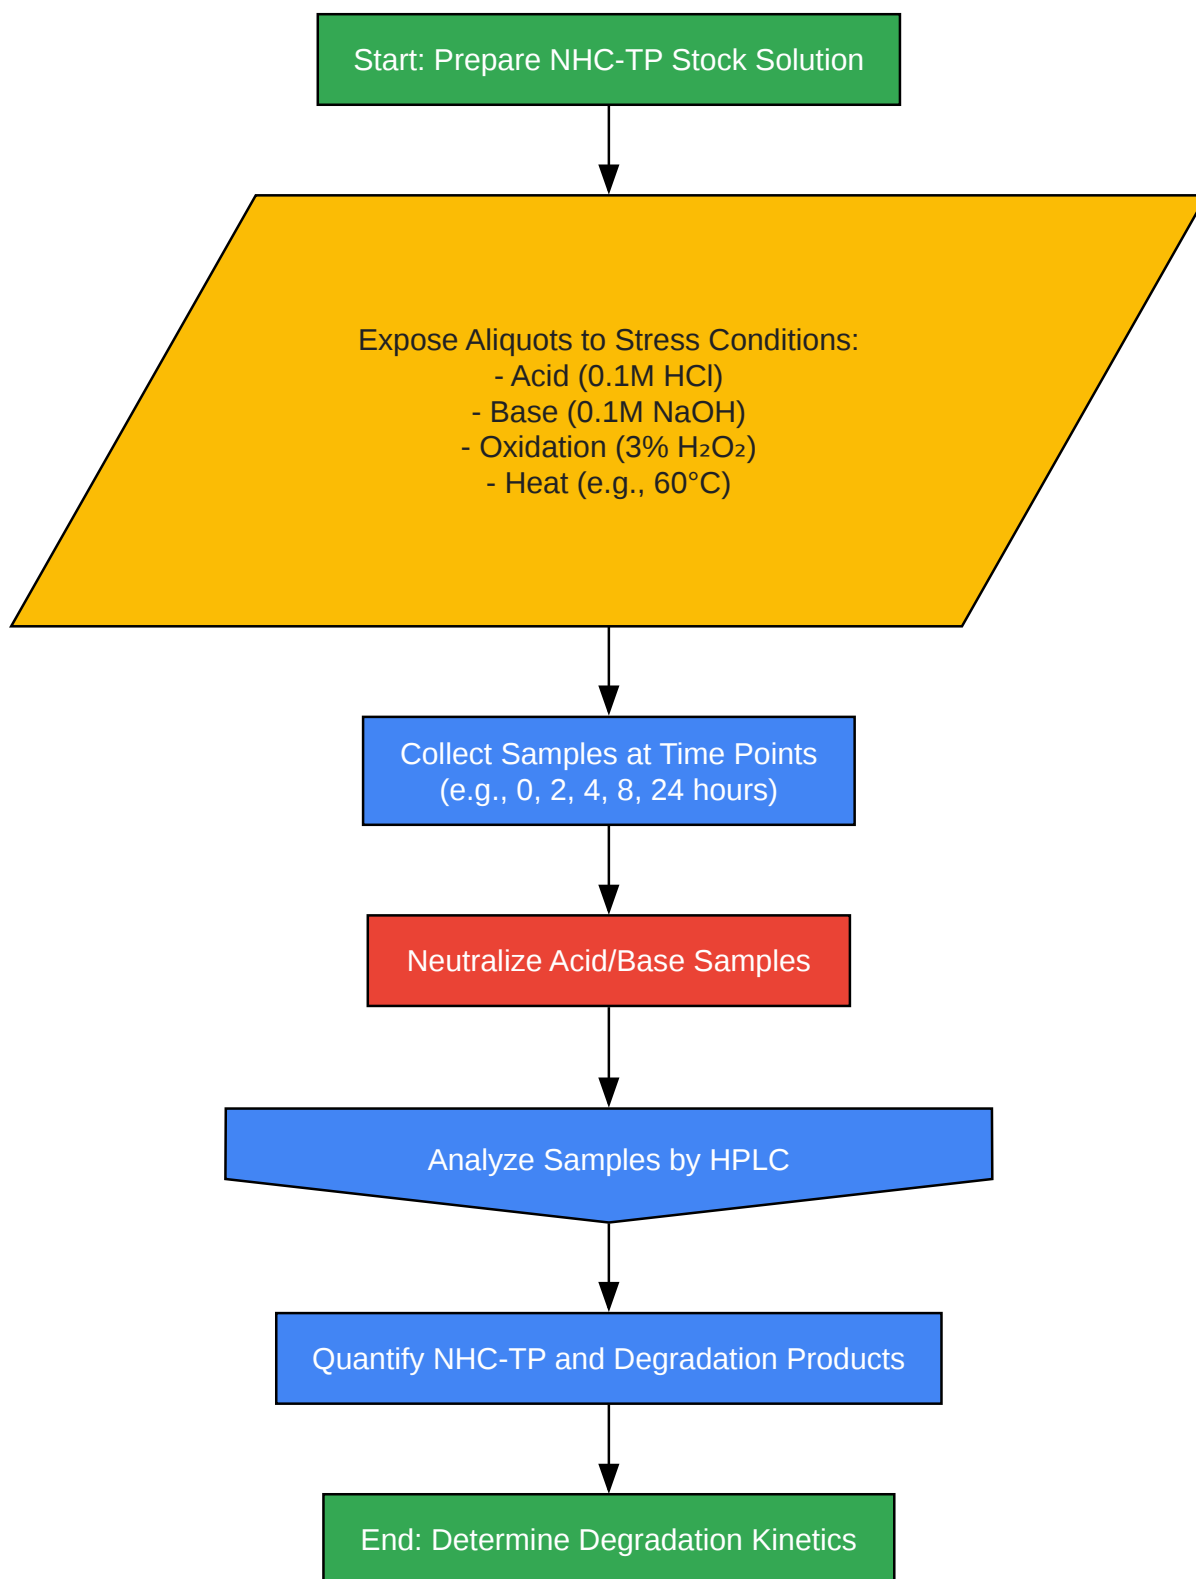 Start: Prepare NHC-TP Stock Solution
Expose Aliquots to Stress Conditions:
- Acid (0.1M HCl)
- Base (0.1M NaOH)
- Oxidation (3% H₂O₂)
- Heat (e.g., 60°C)
Collect Samples at Time Points
(e.g., 0, 2, 4, 8, 24 hours)
Neutralize Acid/Base Samples
Analyze Samples by HPLC
Quantify NHC-TP and Degradation Products
End: Determine Degradation Kinetics